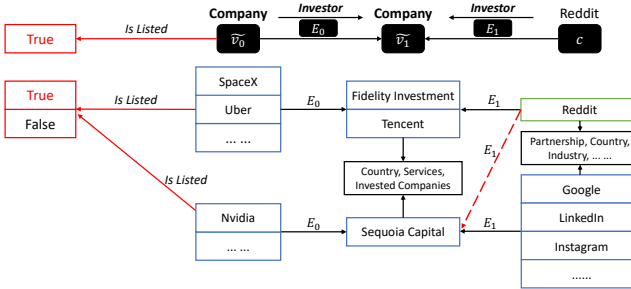 Company Investor Company Investor Reddit
True Is Listed ṽ₀ E₀ ṽ₁ E₁ c
SpaceX
True Is Listed Uber E₀ Fidelity Investment E₁ Reddit
False ... ... Tencent
E₁ Partnership, Country,
Industry, ... ...
Country, Services,
Invested Companies
Is Listed Google
Nvidia E₀ Sequoia Capital E₁ LinkedIn
... ... Instagram
......